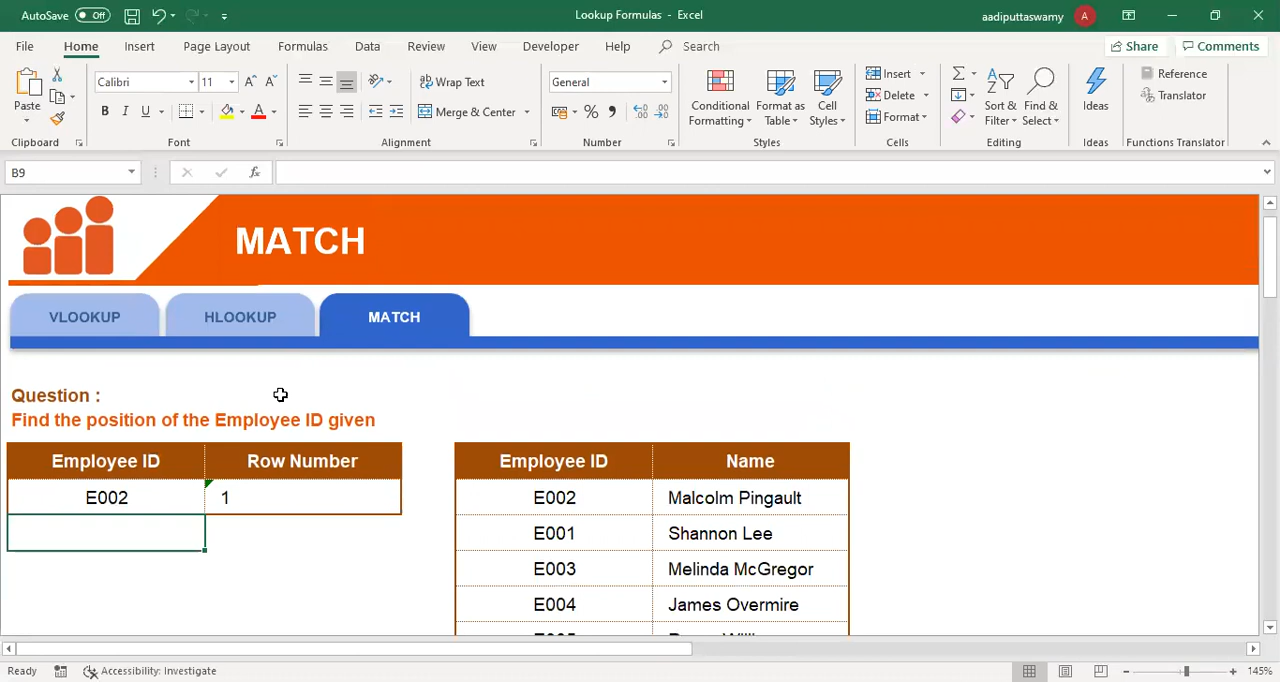 AutoSave Off Lookup Formulas - Excel aadiputtaswamy A
File Home Insert Page Layout Formulas Data Review View Developer Help Search Share Comments
Paste Calibri 11 A A Wrap Text General Conditional Formatting Format as Table Cell Styles Insert Sort & Filter Find & Select Ideas Reference
B I U A Merge & Center % , Delete Translator
Format
Clipboard Font Alignment Number Styles Cells Editing Ideas Functions Translator
B9 fx
MATCH
VLOOKUP HLOOKUP MATCH
Question :
Find the position of the Employee ID given
Employee ID Row Number Employee ID Name
E002 1 E002 Malcolm Pingault
E001 Shannon Lee
E003 Melinda McGregor
E004 James Overmire
Ready Accessibility: Investigate 145%